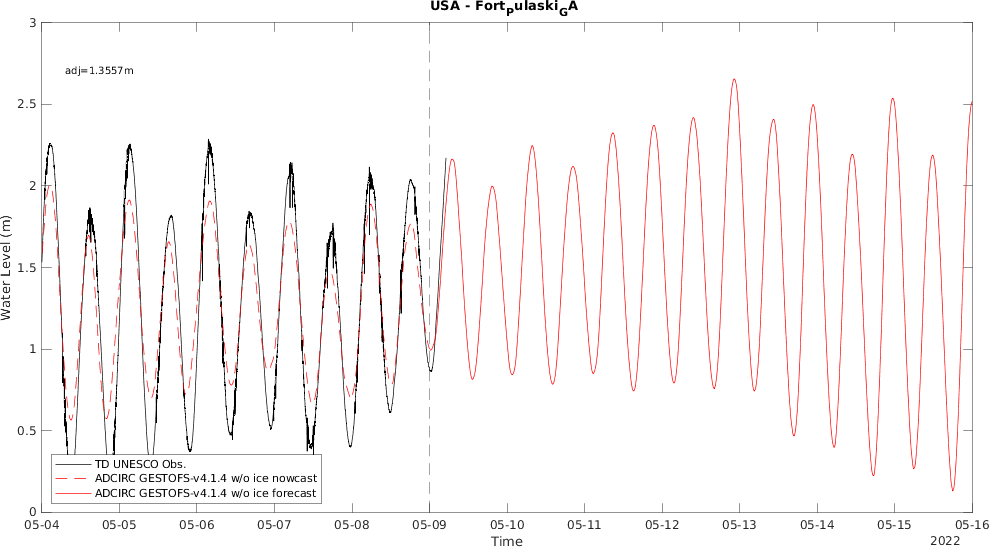 USA - Fort_Pulaski_GA
3
adj=1.3557m
2.5
2
1.5
1
0.5
0
Water Level (m)
TD UNESCO Obs.
ADCIRC GESTOFS-v4.1.4 w/o ice nowcast
ADCIRC GESTOFS-v4.1.4 w/o ice forecast
05-04 05-05 05-06 05-07 05-08 05-09 05-10 05-11 05-12 05-13 05-14 05-15 05-16
Time
2022